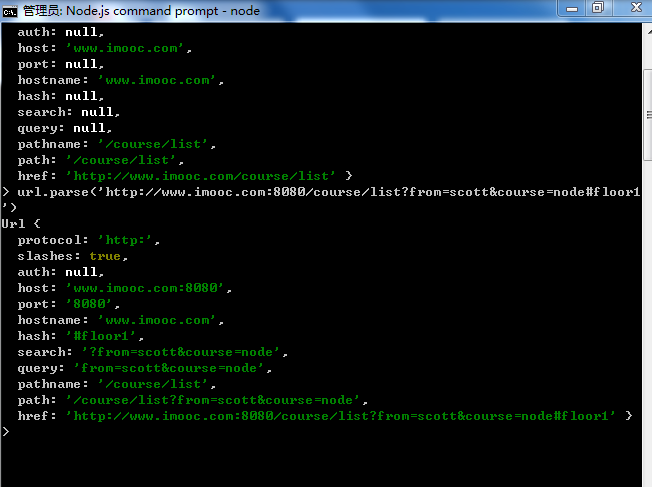 管理员: Node.js command prompt - node
auth: null,
host: 'www.imooc.com',
port: null,
hostname: 'www.imooc.com',
hash: null,
search: null,
query: null,
pathname: '/course/list',
path: '/course/list',
href: 'http://www.imooc.com/course/list' }
> url.parse('http://www.imooc.com:8080/course/list?from=scott&course=node#floor1
')
Url {
protocol: 'http:',
slashes: true,
auth: null,
host: 'www.imooc.com:8080',
port: '8080',
hostname: 'www.imooc.com',
hash: '#floor1',
search: '?from=scott&course=node',
query: 'from=scott&course=node',
pathname: '/course/list',
path: '/course/list?from=scott&course=node',
href: 'http://www.imooc.com:8080/course/list?from=scott&course=node#floor1' }
>